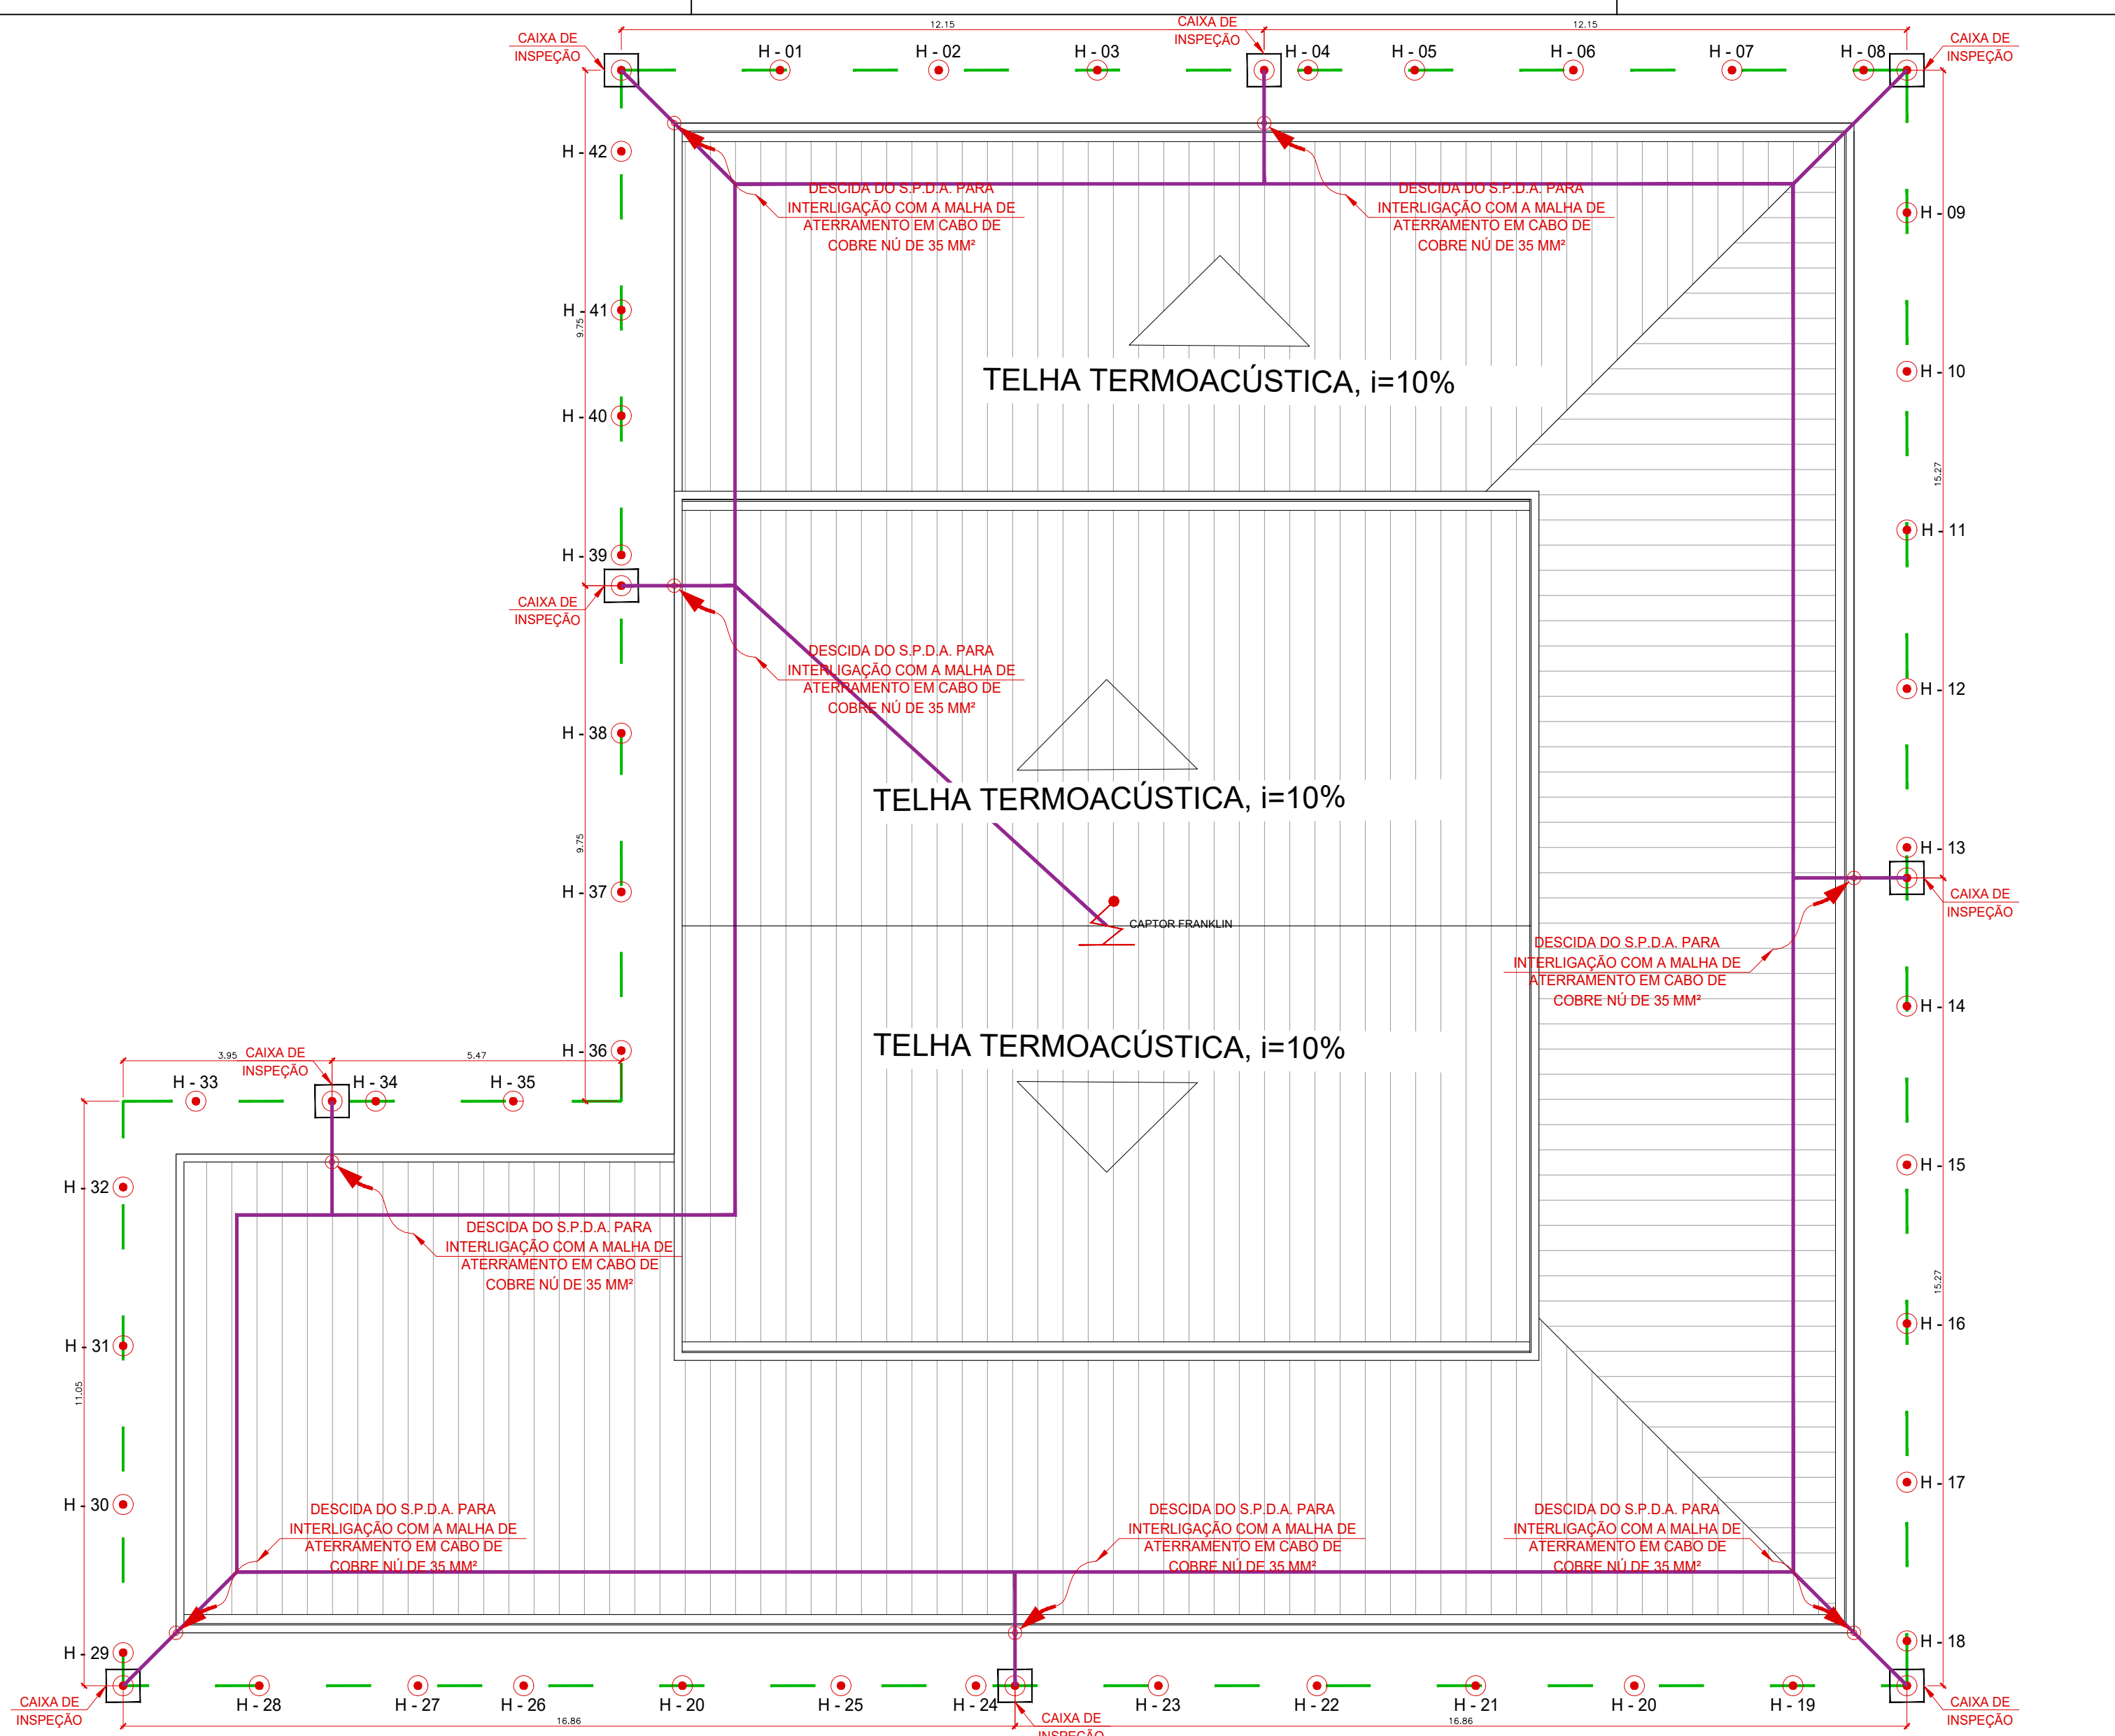 12.15
12.15
CAIXA DE
INSPEÇÃO
CAIXA DE
INSPEÇÃO
CAIXA DE
INSPEÇÃO
H - 01
H - 02
H - 03
H - 04
H - 05
H - 06
H - 07
H - 08
H - 42
DESCIDA DO S.P.D.A. PARA
INTERLIGAÇÃO COM A MALHA DE
ATERRAMENTO EM CABO DE
COBRE NÚ DE 35 MM²
DESCIDA DO S.P.D.A. PARA
INTERLIGAÇÃO COM A MALHA DE
ATERRAMENTO EM CABO DE
COBRE NÚ DE 35 MM²
H - 09
H - 41
9.75
TELHA TERMOACÚSTICA, i=10%
H - 10
H - 40
15.27
H - 11
H - 39
CAIXA DE
INSPEÇÃO
DESCIDA DO S.P.D.A. PARA
INTERLIGAÇÃO COM A MALHA DE
ATERRAMENTO EM CABO DE
COBRE NÚ DE 35 MM²
H - 12
H - 38
TELHA TERMOACÚSTICA, i=10%
9.75
H - 13
H - 37
CAIXA DE
INSPEÇÃO
CAPTOR FRANKLIN
DESCIDA DO S.P.D.A. PARA
INTERLIGAÇÃO COM A MALHA DE
ATERRAMENTO EM CABO DE
COBRE NÚ DE 35 MM²
H - 14
TELHA TERMOACÚSTICA, i=10%
H - 36
3.95
CAIXA DE
INSPEÇÃO
5.47
H - 33
H - 34
H - 35
H - 15
H - 32
DESCIDA DO S.P.D.A. PARA
INTERLIGAÇÃO COM A MALHA DE
ATERRAMENTO EM CABO DE
COBRE NÚ DE 35 MM²
15.27
H - 16
H - 31
11.05
H - 17
H - 30
DESCIDA DO S.P.D.A. PARA
INTERLIGAÇÃO COM A MALHA DE
ATERRAMENTO EM CABO DE
COBRE NÚ DE 35 MM²
DESCIDA DO S.P.D.A. PARA
INTERLIGAÇÃO COM A MALHA DE
ATERRAMENTO EM CABO DE
COBRE NÚ DE 35 MM²
DESCIDA DO S.P.D.A. PARA
INTERLIGAÇÃO COM A MALHA DE
ATERRAMENTO EM CABO DE
COBRE NÚ DE 35 MM²
H - 18
H - 29
CAIXA DE
INSPEÇÃO
H - 28
H - 27
H - 26
H - 20
H - 25
H - 24
H - 23
H - 22
H - 21
H - 20
H - 19
CAIXA DE
INSPEÇÃO
16.86
CAIXA DE
INSPEÇÃO
16.86